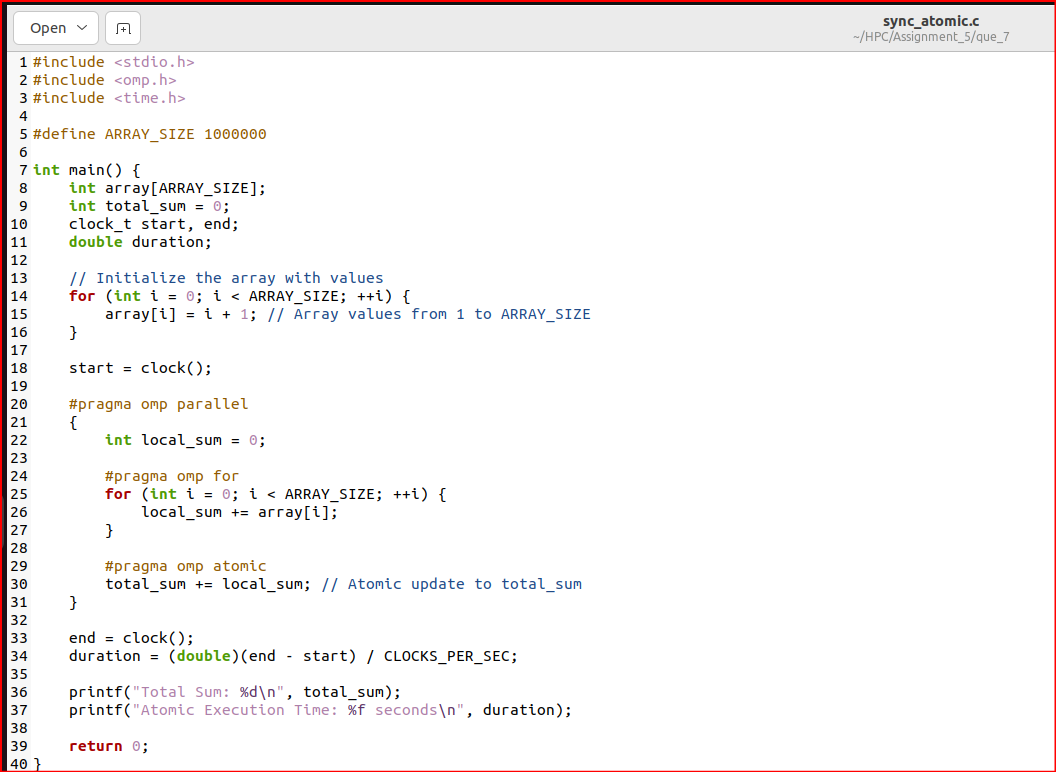 Open
sync_atomic.c
~/HPC/Assignment_5/que_7
1 #include <stdio.h>
2 #include <omp.h>
3 #include <time.h>
4
5 #define ARRAY_SIZE 1000000
6
7 int main() {
8     int array[ARRAY_SIZE];
9     int total_sum = 0;
10     clock_t start, end;
11     double duration;
12
13     // Initialize the array with values
14     for (int i = 0; i < ARRAY_SIZE; ++i) {
15         array[i] = i + 1; // Array values from 1 to ARRAY_SIZE
16     }
17
18     start = clock();
19
20     #pragma omp parallel
21     {
22         int local_sum = 0;
23
24         #pragma omp for
25         for (int i = 0; i < ARRAY_SIZE; ++i) {
26             local_sum += array[i];
27         }
28
29         #pragma omp atomic
30         total_sum += local_sum; // Atomic update to total_sum
31     }
32
33     end = clock();
34     duration = (double)(end - start) / CLOCKS_PER_SEC;
35
36     printf("Total Sum: %d\n", total_sum);
37     printf("Atomic Execution Time: %f seconds\n", duration);
38
39     return 0;
40 }